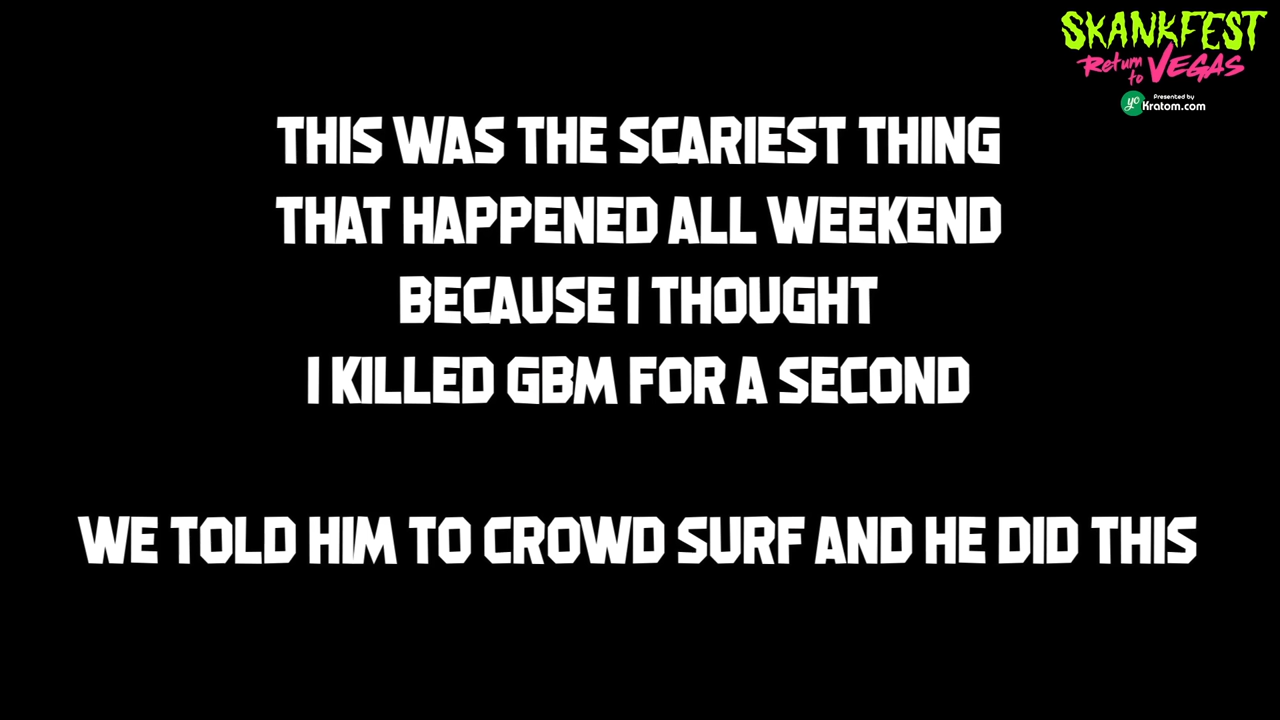 SKANKFEST
Return to VEGAS
Presented by
yo Kratom.com
THIS WAS THE SCARIEST THING
THAT HAPPENED ALL WEEKEND
BECAUSE I THOUGHT
I KILLED GBM FOR A SECOND
WE TOLD HIM TO CROWD SURF AND HE DID THIS